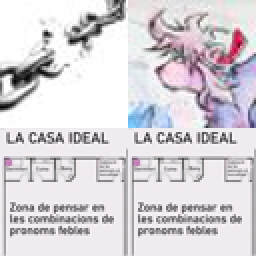 LA CASA IDEAL LA CASA IDEAL
Zona de pensar en
les combinacions de
pronoms febles
Zona de pensar en
les combinacions de
pronoms febles